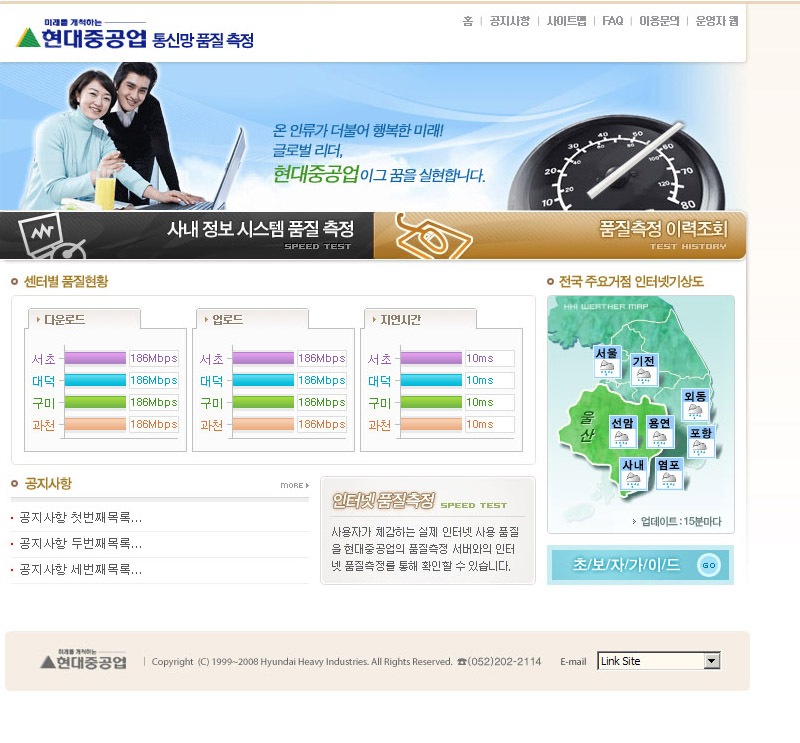 미래를 개척하는
현대중공업 통신망 품질 측정
홈 | 공지사항 | 사이트맵 | FAQ | 이용문의 | 운영자 웹
온 인류가 더불어 행복한 미래!
글로벌 리더,
현대중공업이 그 꿈을 실현합니다.
10 20 30 40 50 60 70 80
10 80 100 120
사내 정보 시스템 품질 측정
SPEED TEST
품질측정 이력조회
TEST HISTORY
센터별 품질현황
다운로드
서초 186Mbps
대덕 186Mbps
구미 186Mbps
과천 186Mbps
업로드
서초 186Mbps
대덕 186Mbps
구미 186Mbps
과천 186Mbps
지연시간
서초 10ms
대덕 10ms
구미 10ms
과천 10ms
전국 주요거점 인터넷기상도
HHI WEATHER MAP
서울
기전
외동
울산
선암
용연
포항
사내
염포
업데이트 : 15분마다
공지사항
MORE
공지사항 첫번째목록...
공지사항 두번째목록...
공지사항 세번째목록...
인터넷 품질측정 SPEED TEST
사용자가 체감하는 실제 인터넷 사용 품질
을 현대중공업의 품질측정 서버와의 인터
넷 품질측정를 통해 확인할 수 있습니다.
초/보/자/가/이/드 GO
미래를 개척하는
현대중공업
| Copyright (C) 1999~2008 Hyundai Heavy Industries. All Rights Reserved. ☎(052)202-2114 E-mail Link Site